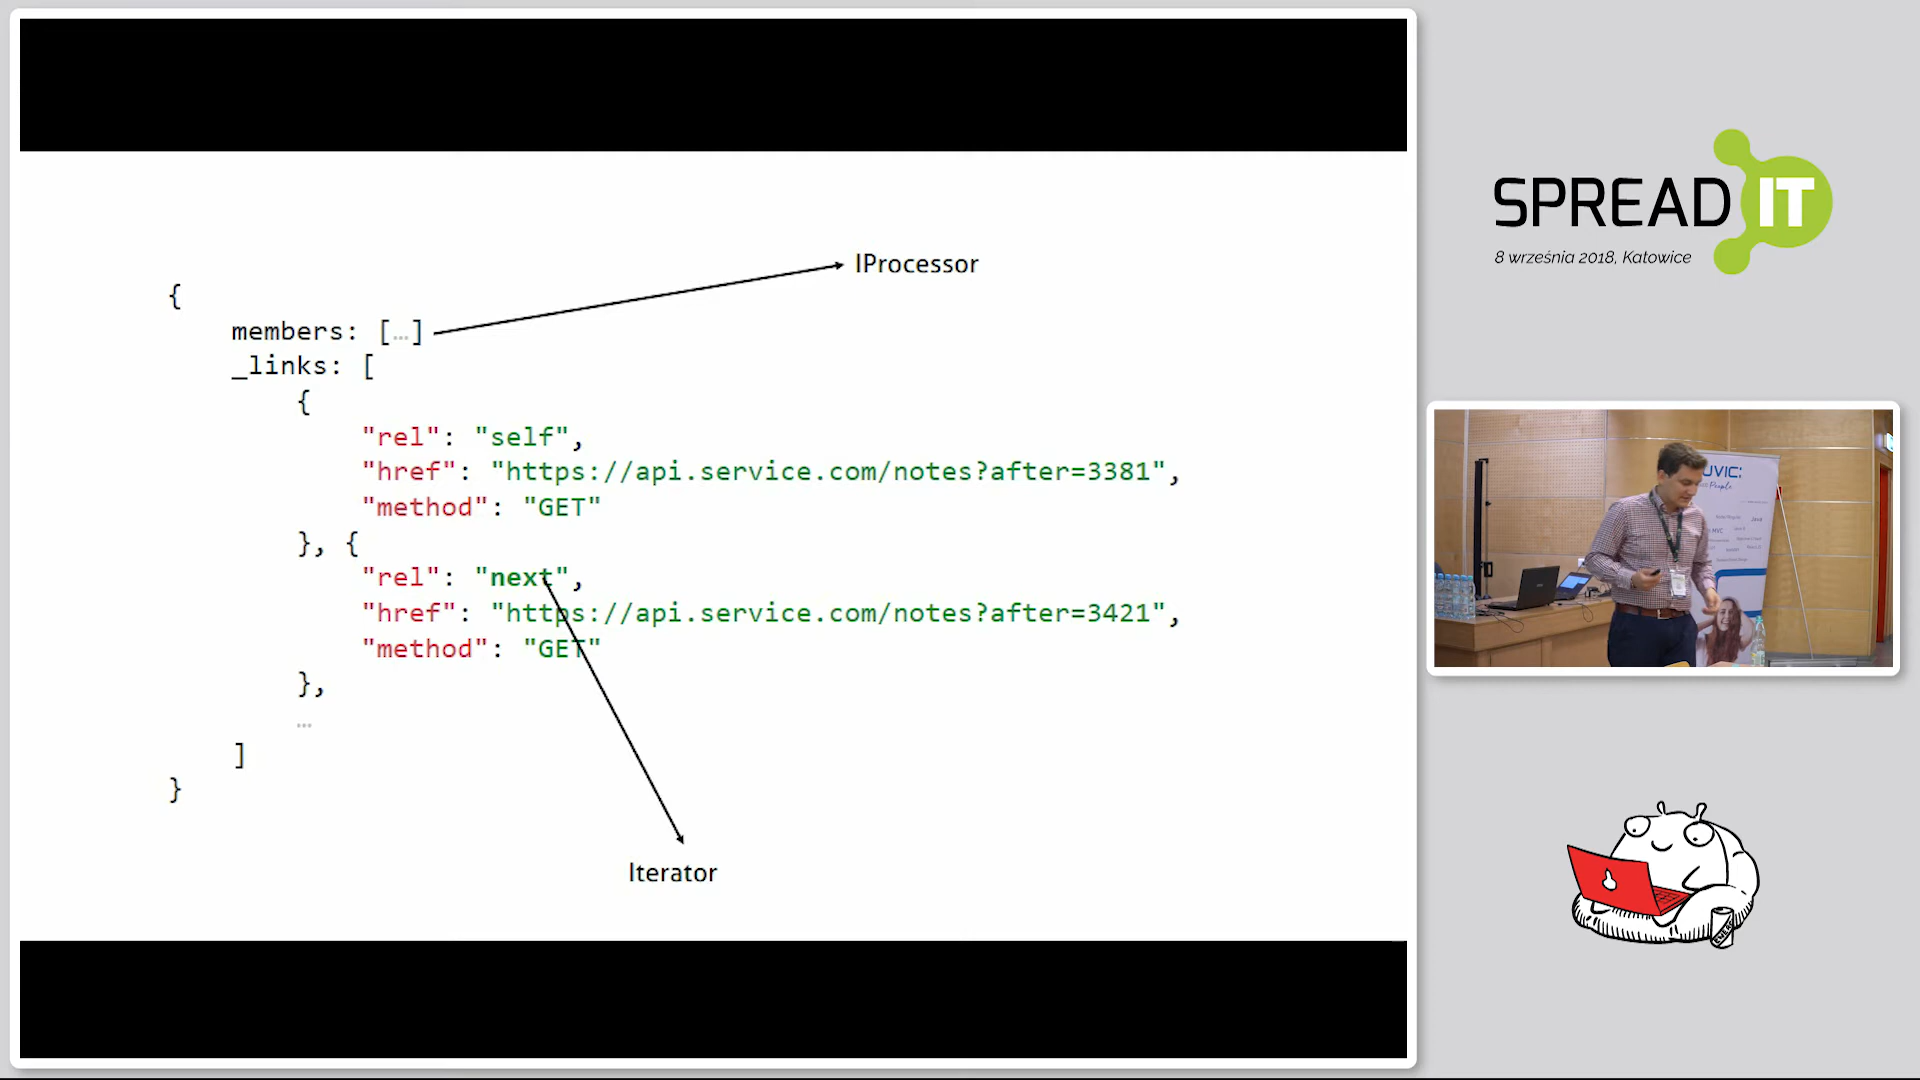 IProcessor
{
members: […]
_links: [
{
"rel": "self",
"href": "https://api.service.com/notes?after=3381",
"method": "GET"
}, {
"rel": "next",
"href": "https://api.service.com/notes?after=3421",
"method": "GET"
},
…
]
}
Iterator
SPREAD IT
8 września 2018, Katowice
People